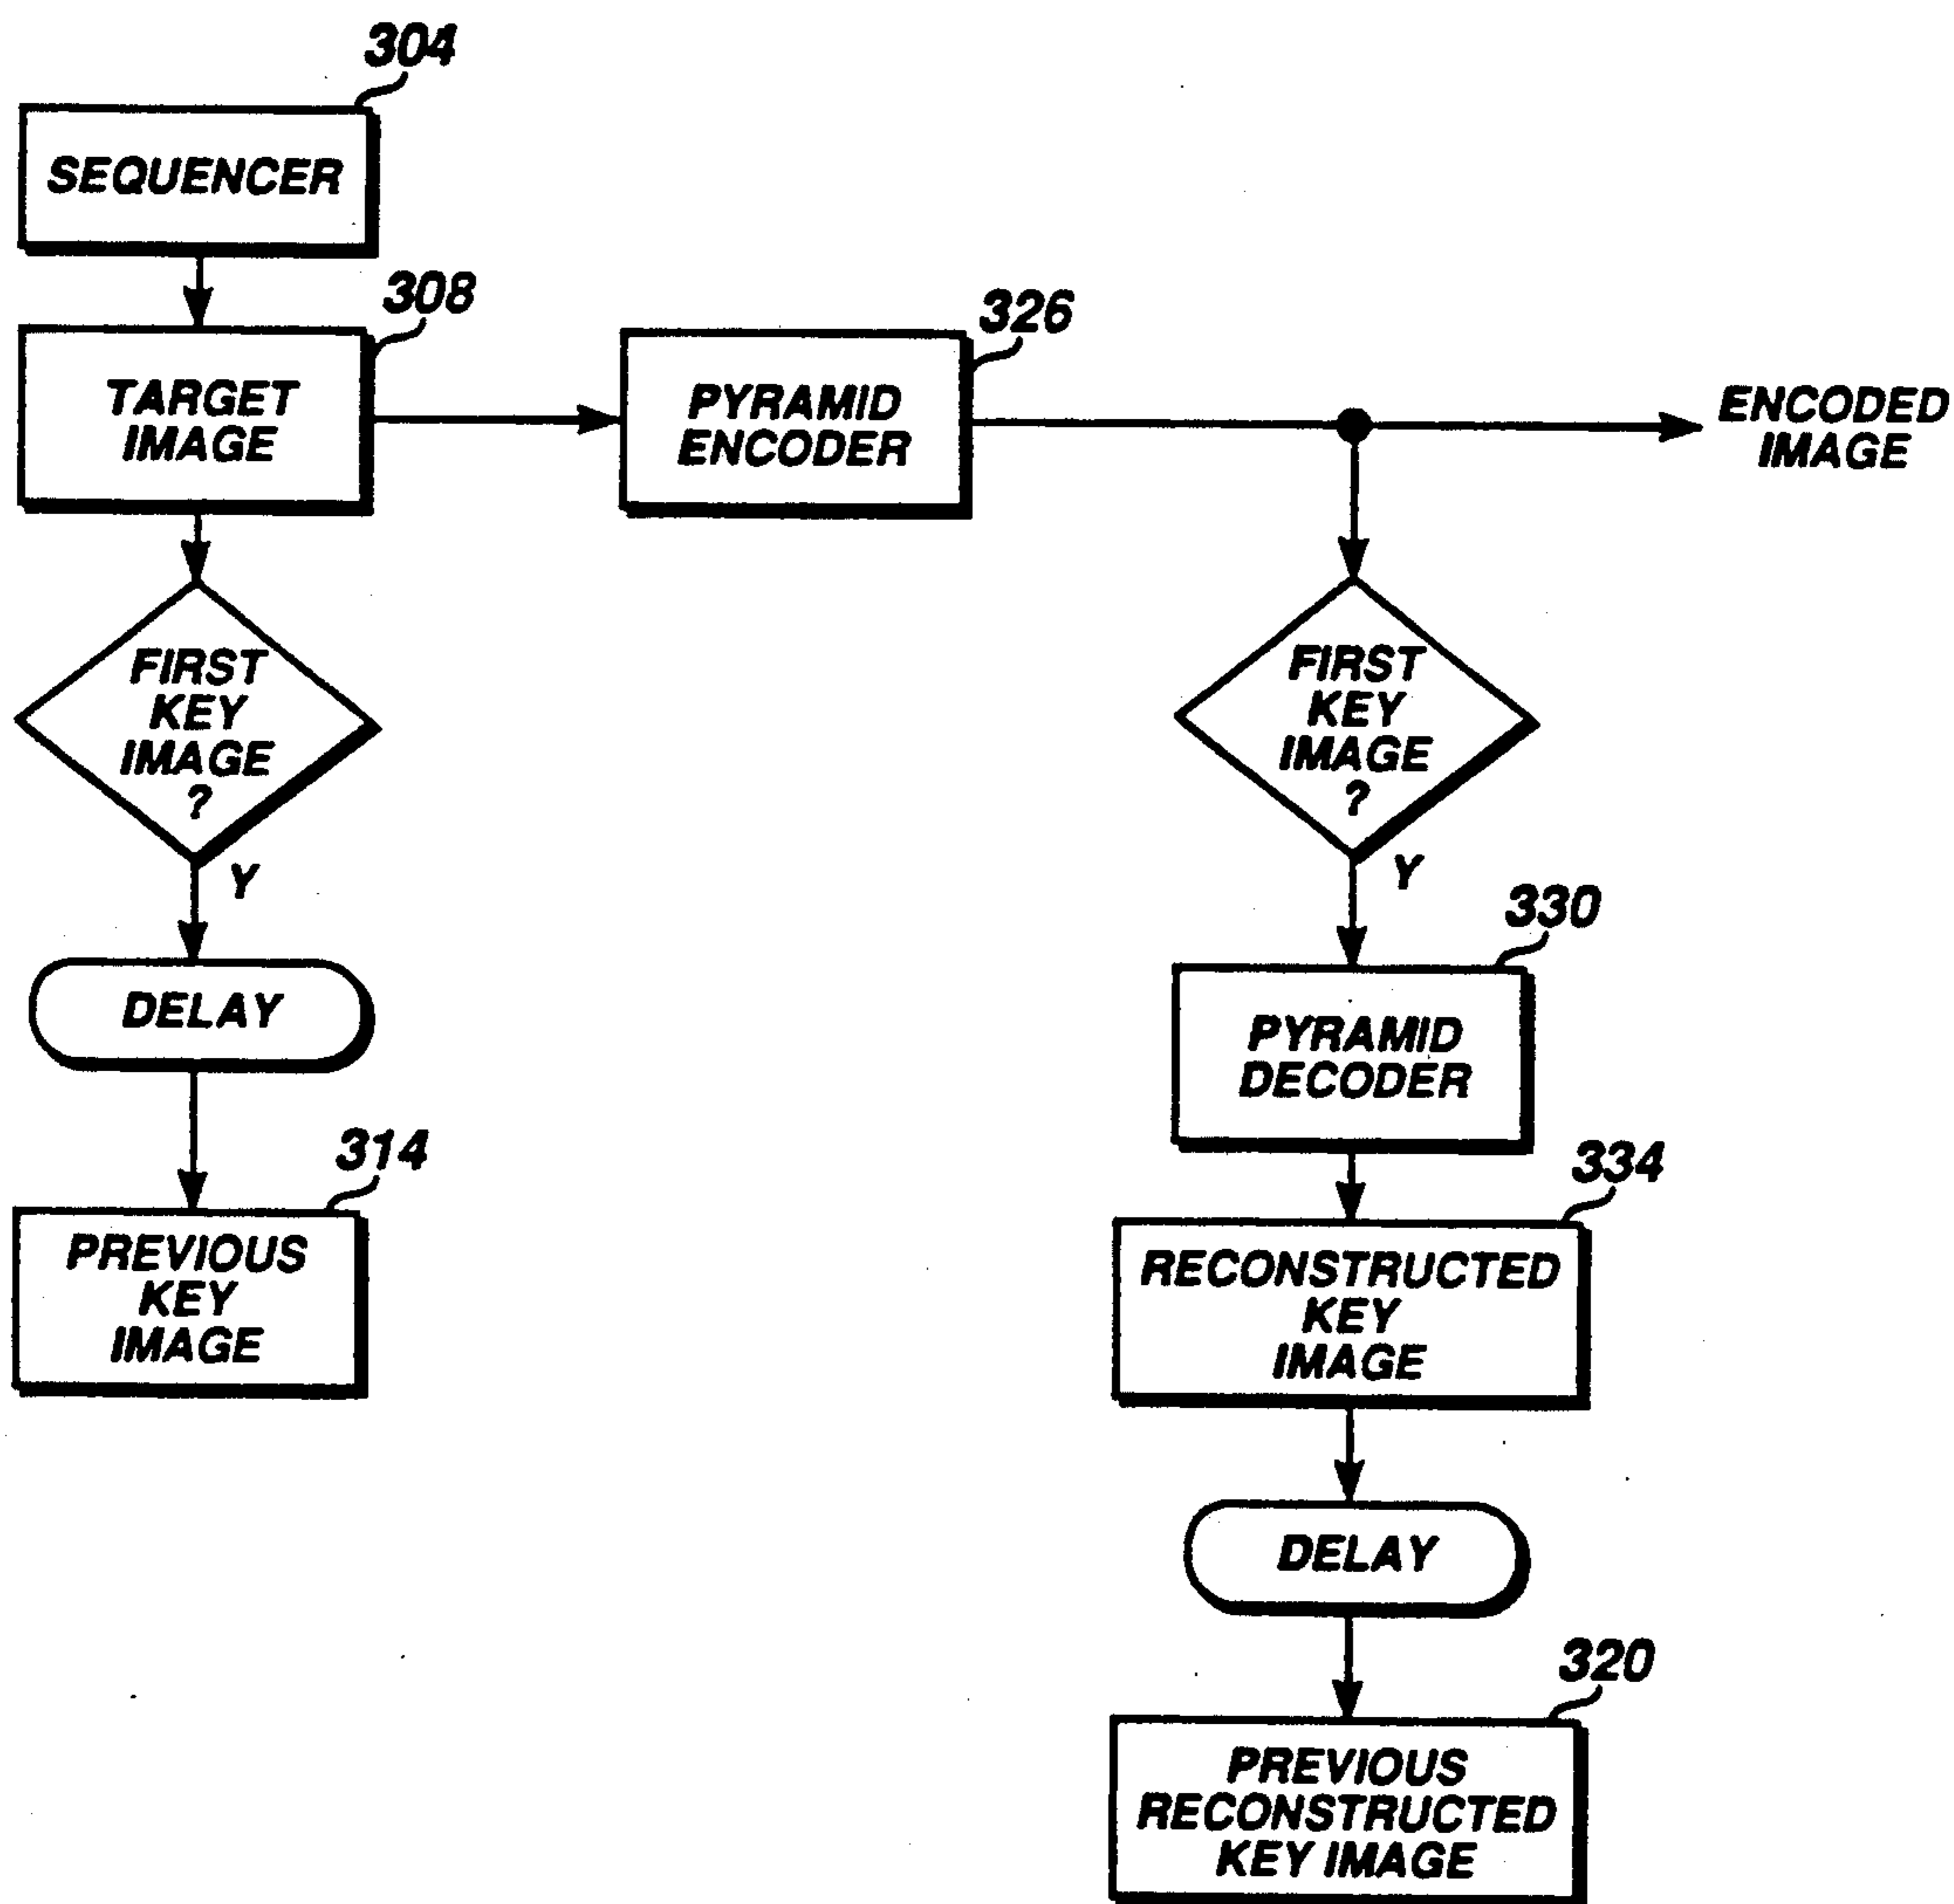 304
SEQUENCER
308
TARGET
IMAGE
326
PYRAMID
ENCODER
ENCODED
IMAGE
FIRST
KEY
IMAGE
?
Y
DELAY
314
PREVIOUS
KEY
IMAGE
FIRST
KEY
IMAGE
?
Y
330
PYRAMID
DECODER
334
RECONSTRUCTED
KEY
IMAGE
DELAY
320
PREVIOUS
RECONSTRUCTED
KEY IMAGE